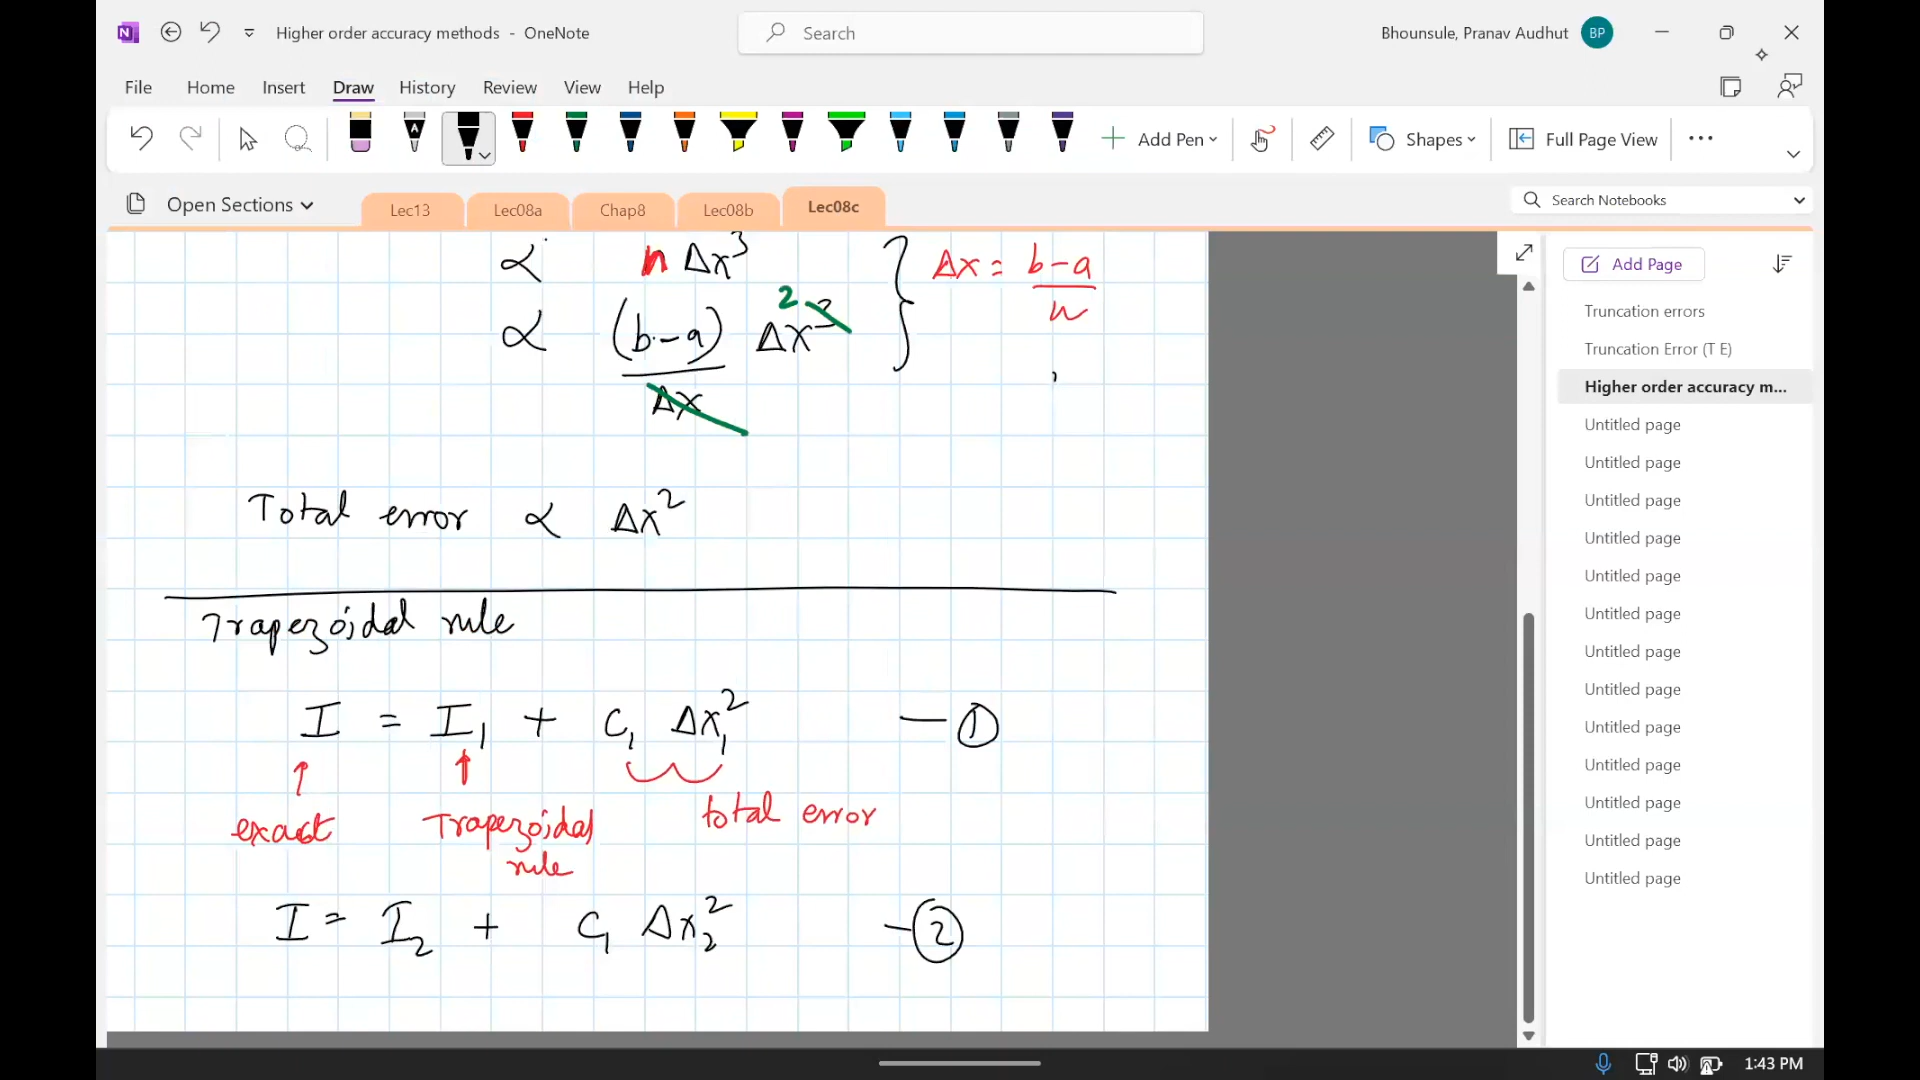 Higher order accuracy methods - OneNote
Search
Bhounsule, Pranav Audhut BP
File Home Insert Draw History Review View Help
Add Pen Shapes Full Page View
Open Sections Lec13 Lec08a Chap8 Lec08b Lec08c Search Notebooks
Add Page
Truncation errors
Truncation Error (T E)
Higher order accuracy m...
Untitled page
Untitled page
Untitled page
Untitled page
Untitled page
Untitled page
Untitled page
Untitled page
Untitled page
Untitled page
Untitled page
Untitled page
Untitled page
∝ n Δx³ } Δx = (b-a)/n
∝ (b-a)/Δx Δx³ 2
Total error ∝ Δx²
Trapezoidal rule
I = I₁ + C₁ Δx₁² — ①
exact Trapezoidal rule total error
I = I₂ + C₁ Δx₂² — ②
1:43 PM